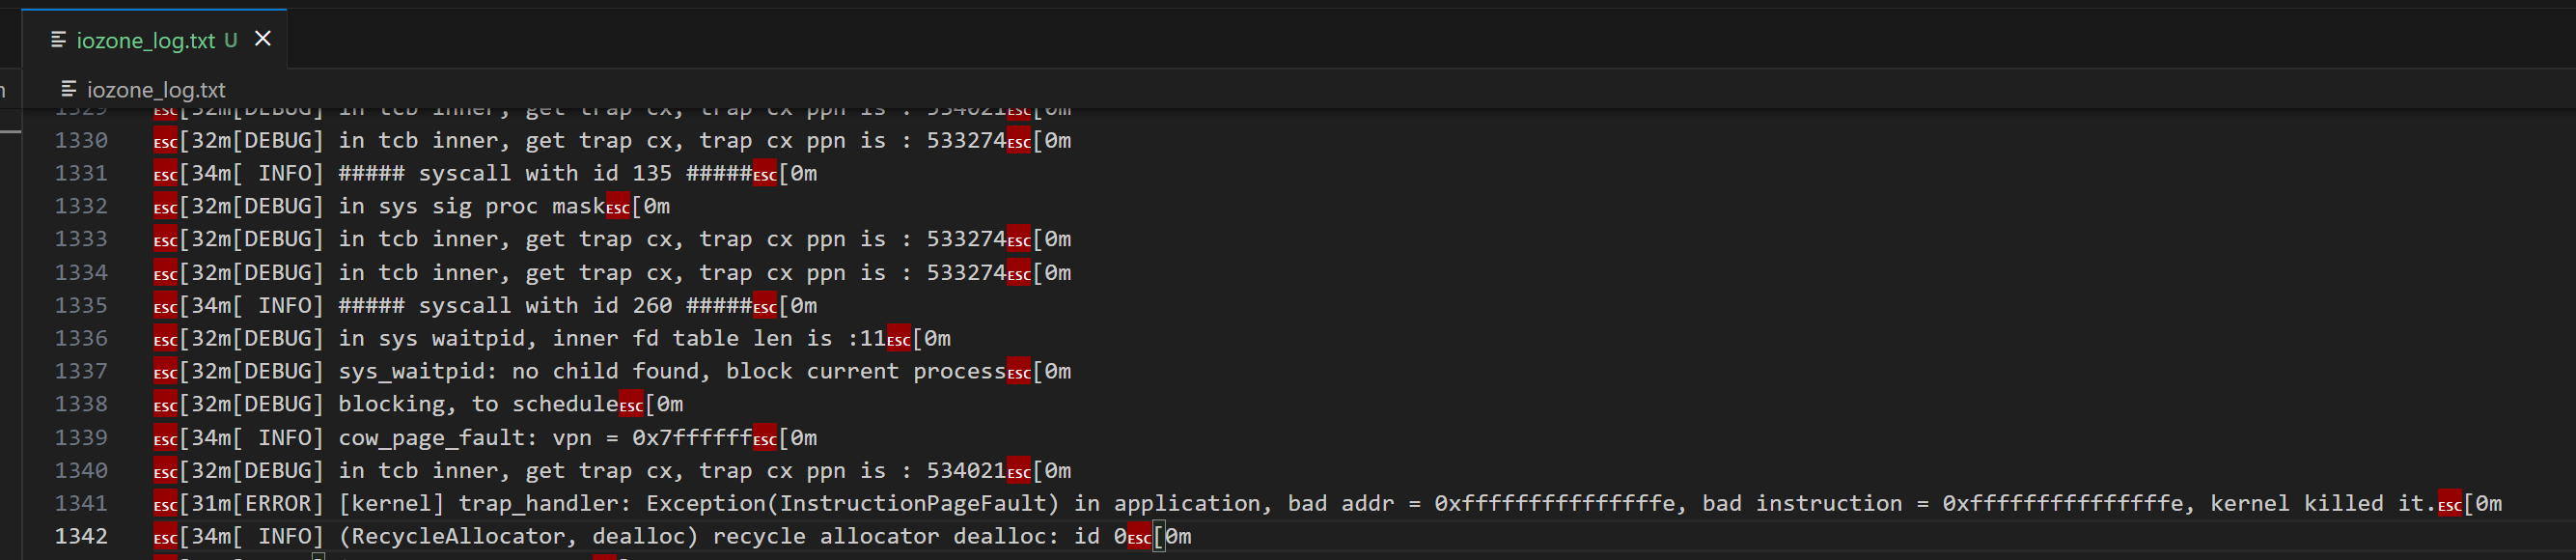 iozone_log.txt U
iozone_log.txt
1329 ESC[32m[DEBUG] in tcb inner, get trap cx, trap cx ppn is : 534021ESC[0m
1330 ESC[32m[DEBUG] in tcb inner, get trap cx, trap cx ppn is : 533274ESC[0m
1331 ESC[34m[ INFO] ##### syscall with id 135 #####ESC[0m
1332 ESC[32m[DEBUG] in sys sig proc maskESC[0m
1333 ESC[32m[DEBUG] in tcb inner, get trap cx, trap cx ppn is : 533274ESC[0m
1334 ESC[32m[DEBUG] in tcb inner, get trap cx, trap cx ppn is : 533274ESC[0m
1335 ESC[34m[ INFO] ##### syscall with id 260 #####ESC[0m
1336 ESC[32m[DEBUG] in sys waitpid, inner fd table len is :11ESC[0m
1337 ESC[32m[DEBUG] sys_waitpid: no child found, block current processESC[0m
1338 ESC[32m[DEBUG] blocking, to scheduleESC[0m
1339 ESC[34m[ INFO] cow_page_fault: vpn = 0x7ffffffESC[0m
1340 ESC[32m[DEBUG] in tcb inner, get trap cx, trap cx ppn is : 534021ESC[0m
1341 ESC[31m[ERROR] [kernel] trap_handler: Exception(InstructionPageFault) in application, bad addr = 0xfffffffffffffffe, bad instruction = 0xfffffffffffffffe, kernel killed it.ESC[0m
1342 ESC[34m[ INFO] (RecycleAllocator, dealloc) recycle allocator dealloc: id 0ESC[0m